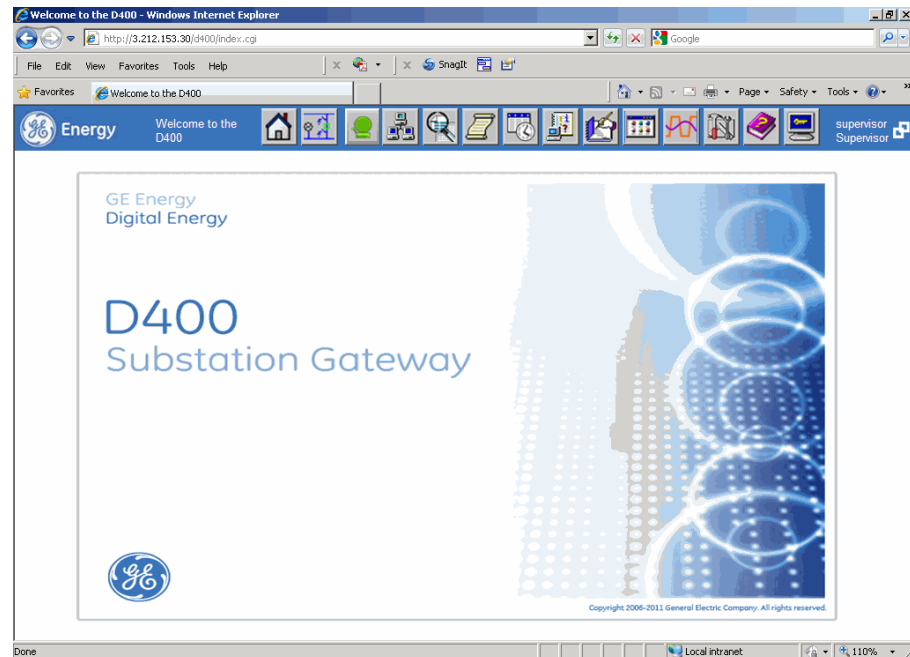 Welcome to the D400 - Windows Internet Explorer
http://3.212.153.30/d400/index.cgi
Google
File Edit View Favorites Tools Help
SnagIt
Favorites
Welcome to the D400
Page Safety Tools
Energy
Welcome to the
D400
supervisor
Supervisor
GE Energy
Digital Energy
D400
Substation Gateway
GE
Copyright 2006-2011 General Electric Company. All rights reserved.
Done
Local intranet
110%